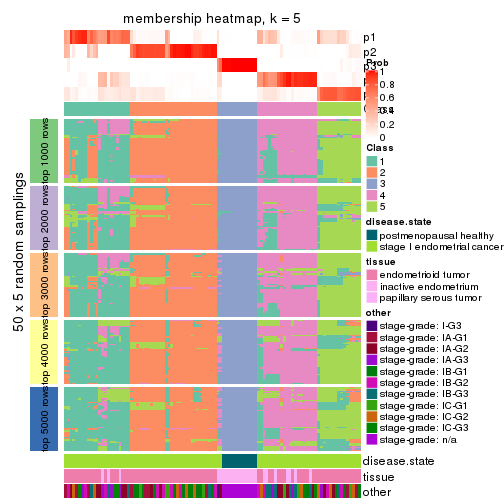 membership heatmap, k = 5
p1
p2
p3
Prob
1
0.8
0.6
0.4
0.2
0
Class
1
2
3
4
5
disease.state
postmenopausal healthy
stage I endometrial cancer
tissue
endometrioid tumor
inactive endometrium
papillary serous tumor
other
stage-grade: I-G3
stage-grade: IA-G1
stage-grade: IA-G2
stage-grade: IA-G3
stage-grade: IB-G1
stage-grade: IB-G2
stage-grade: IB-G3
stage-grade: IC-G1
stage-grade: IC-G2
stage-grade: IC-G3
stage-grade: n/a
50 x 5 random samplings
top 1000 rows
top 2000 rows
top 3000 rows
top 4000 rows
top 5000 rows
disease.state
tissue
other